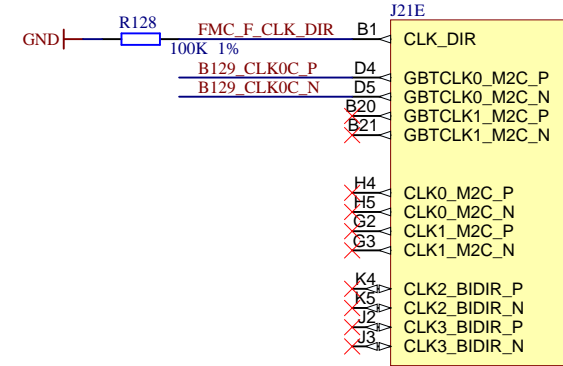 J21E
R128
GND FMC_F_CLK_DIR B1 CLK_DIR
100K 1%
B129_CLK0C_P D4 GBTCLK0_M2C_P
B129_CLK0C_N D5 GBTCLK0_M2C_N
B20 GBTCLK1_M2C_P
B21 GBTCLK1_M2C_N
H4 CLK0_M2C_P
H5 CLK0_M2C_N
G2 CLK1_M2C_P
G3 CLK1_M2C_N
K4 CLK2_BIDIR_P
K5 CLK2_BIDIR_N
J2 CLK3_BIDIR_P
J3 CLK3_BIDIR_N